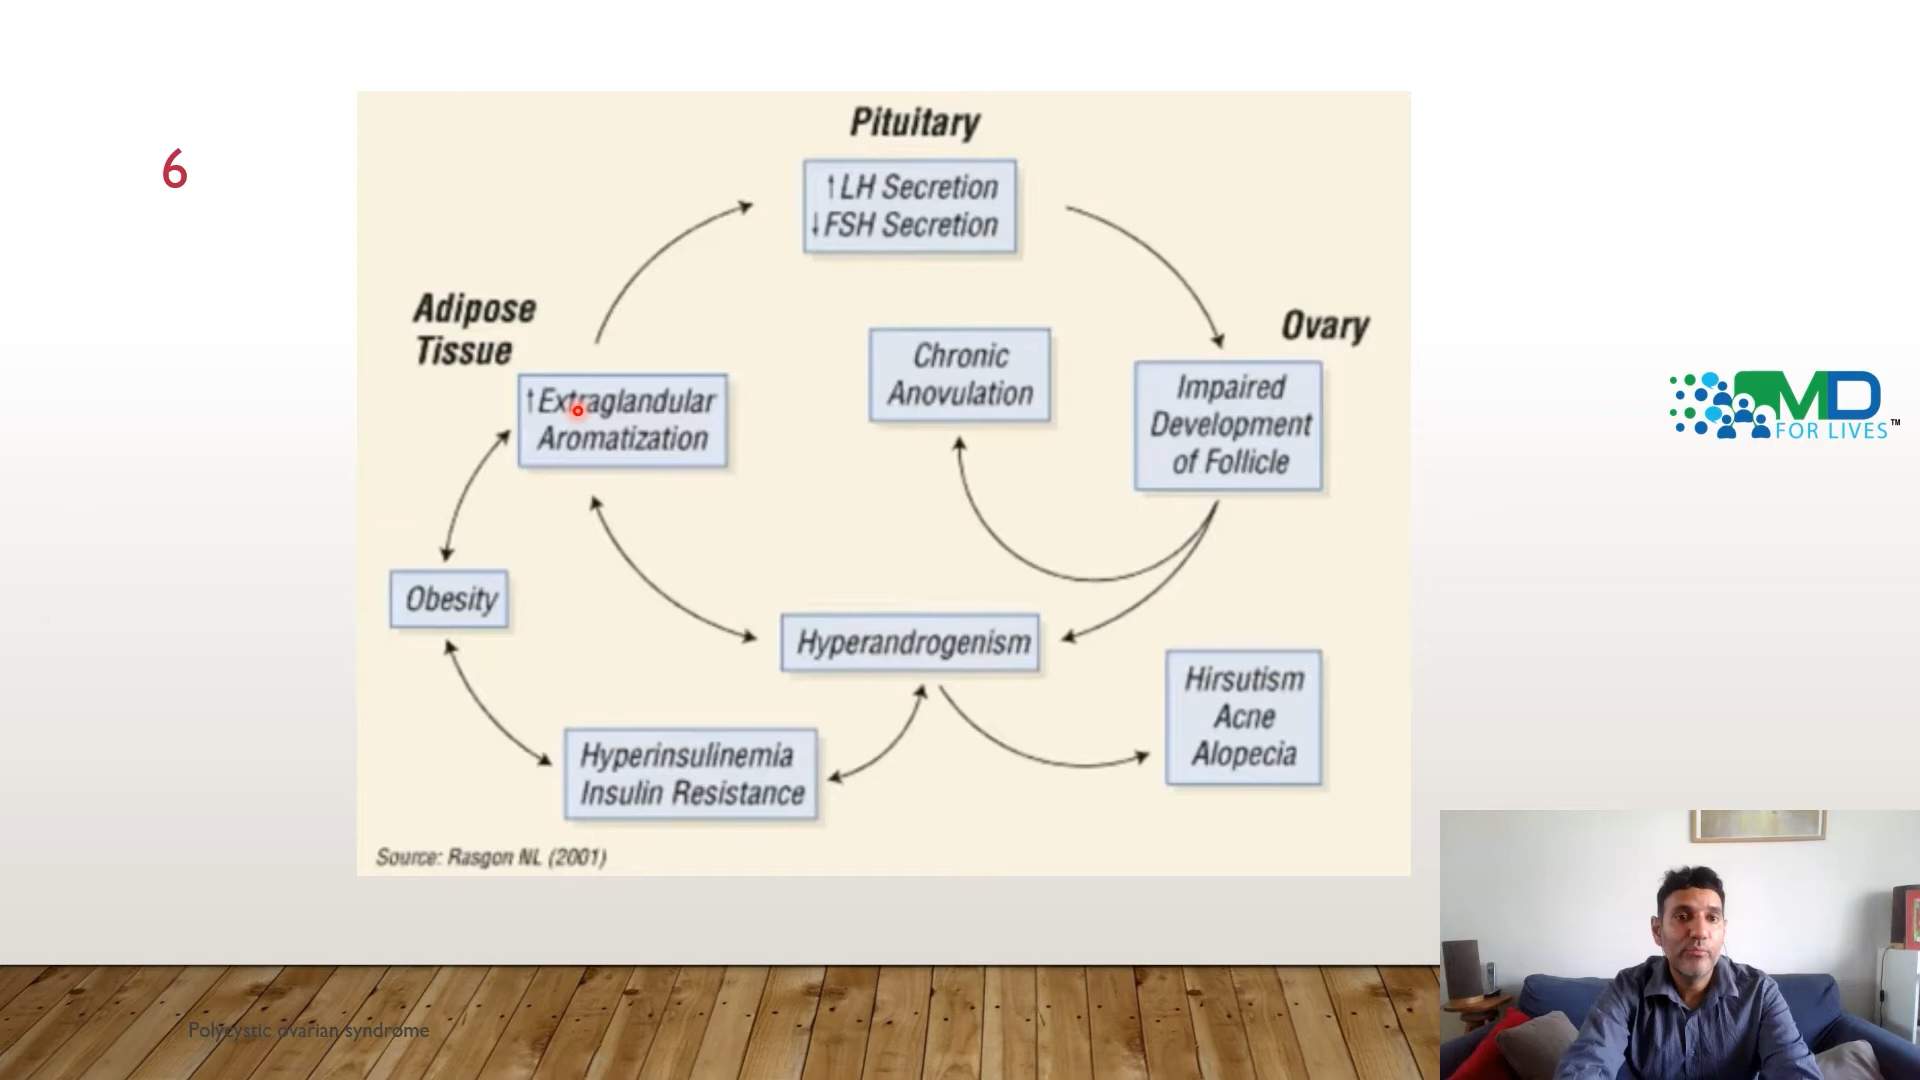 6
Pituitary
↑LH Secretion
↓FSH Secretion
Adipose
Tissue
Ovary
↑Extraglandular
Aromatization
Chronic
Anovulation
Impaired
Development
of Follicle
Obesity
Hyperandrogenism
Hirsutism
Acne
Alopecia
Hyperinsulinemia
Insulin Resistance
Source: Rasgon NL (2001)
MD
FOR LIVES™
Polycystic ovarian syndrome